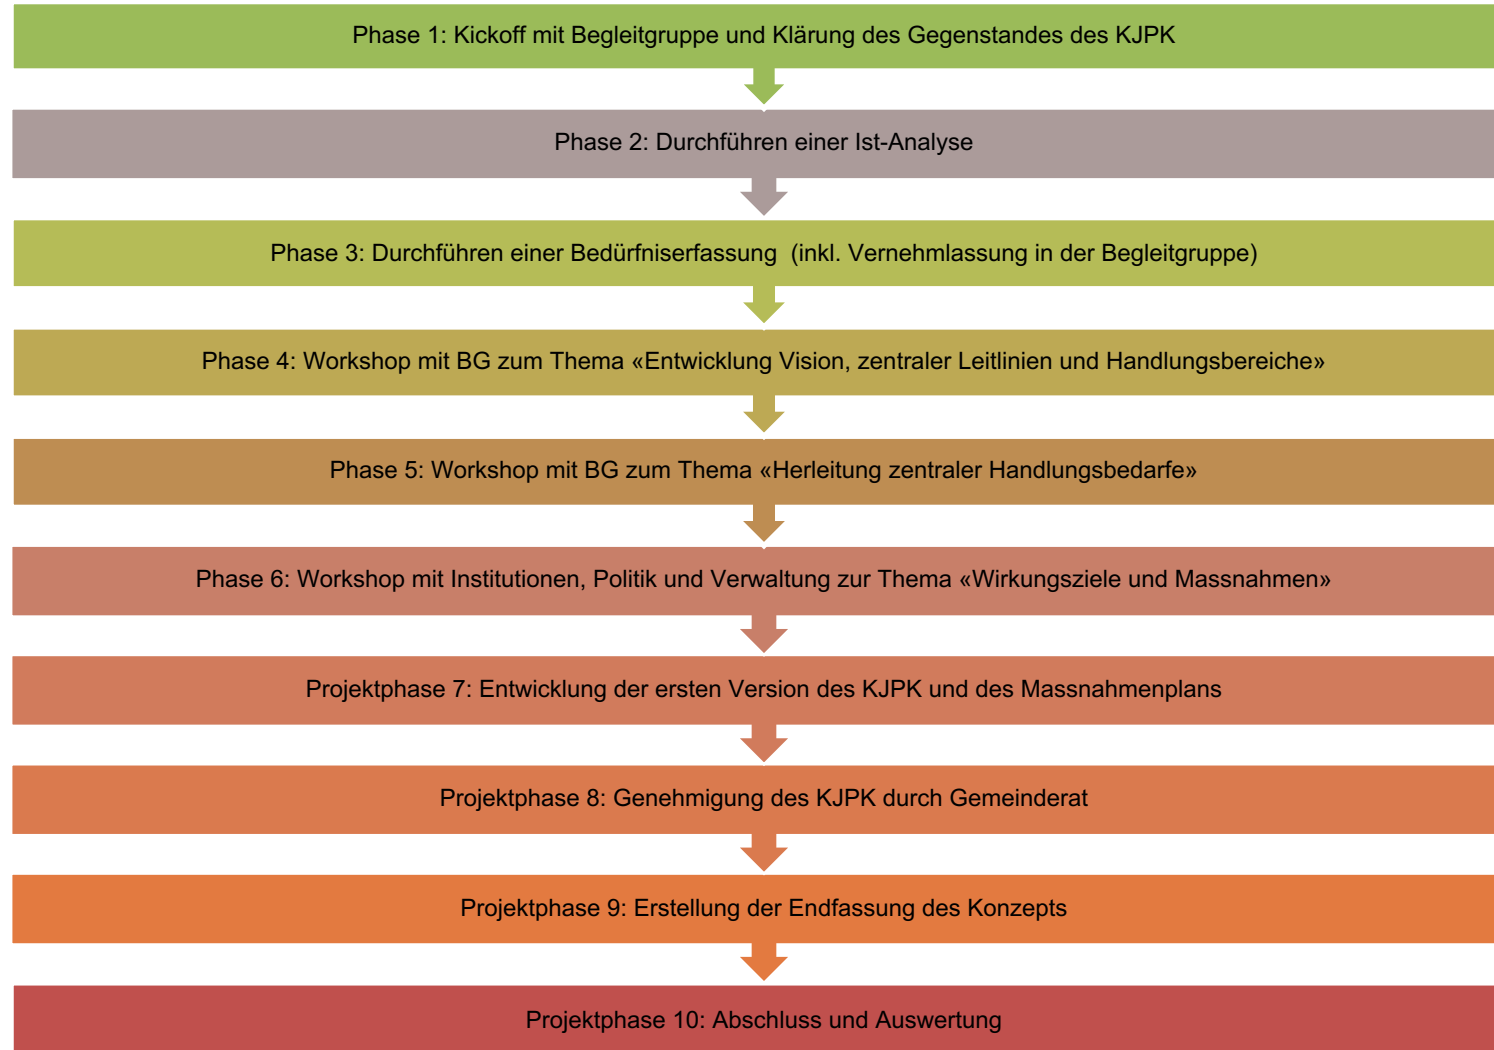 Phase 1: Kickoff mit Begleitgruppe und Klärung des Gegenstandes des KJPK
Phase 2: Durchführen einer Ist-Analyse
Phase 3: Durchführen einer Bedürfniserfassung (inkl. Vernehmlassung in der Begleitgruppe)
Phase 4: Workshop mit BG zum Thema «Entwicklung Vision, zentraler Leitlinien und Handlungsbereiche»
Phase 5: Workshop mit BG zum Thema «Herleitung zentraler Handlungsbedarfe»
Phase 6: Workshop mit Institutionen, Politik und Verwaltung zur Thema «Wirkungsziele und Massnahmen»
Projektphase 7: Entwicklung der ersten Version des KJPK und des Massnahmenplans
Projektphase 8: Genehmigung des KJPK durch Gemeinderat
Projektphase 9: Erstellung der Endfassung des Konzepts
Projektphase 10: Abschluss und Auswertung